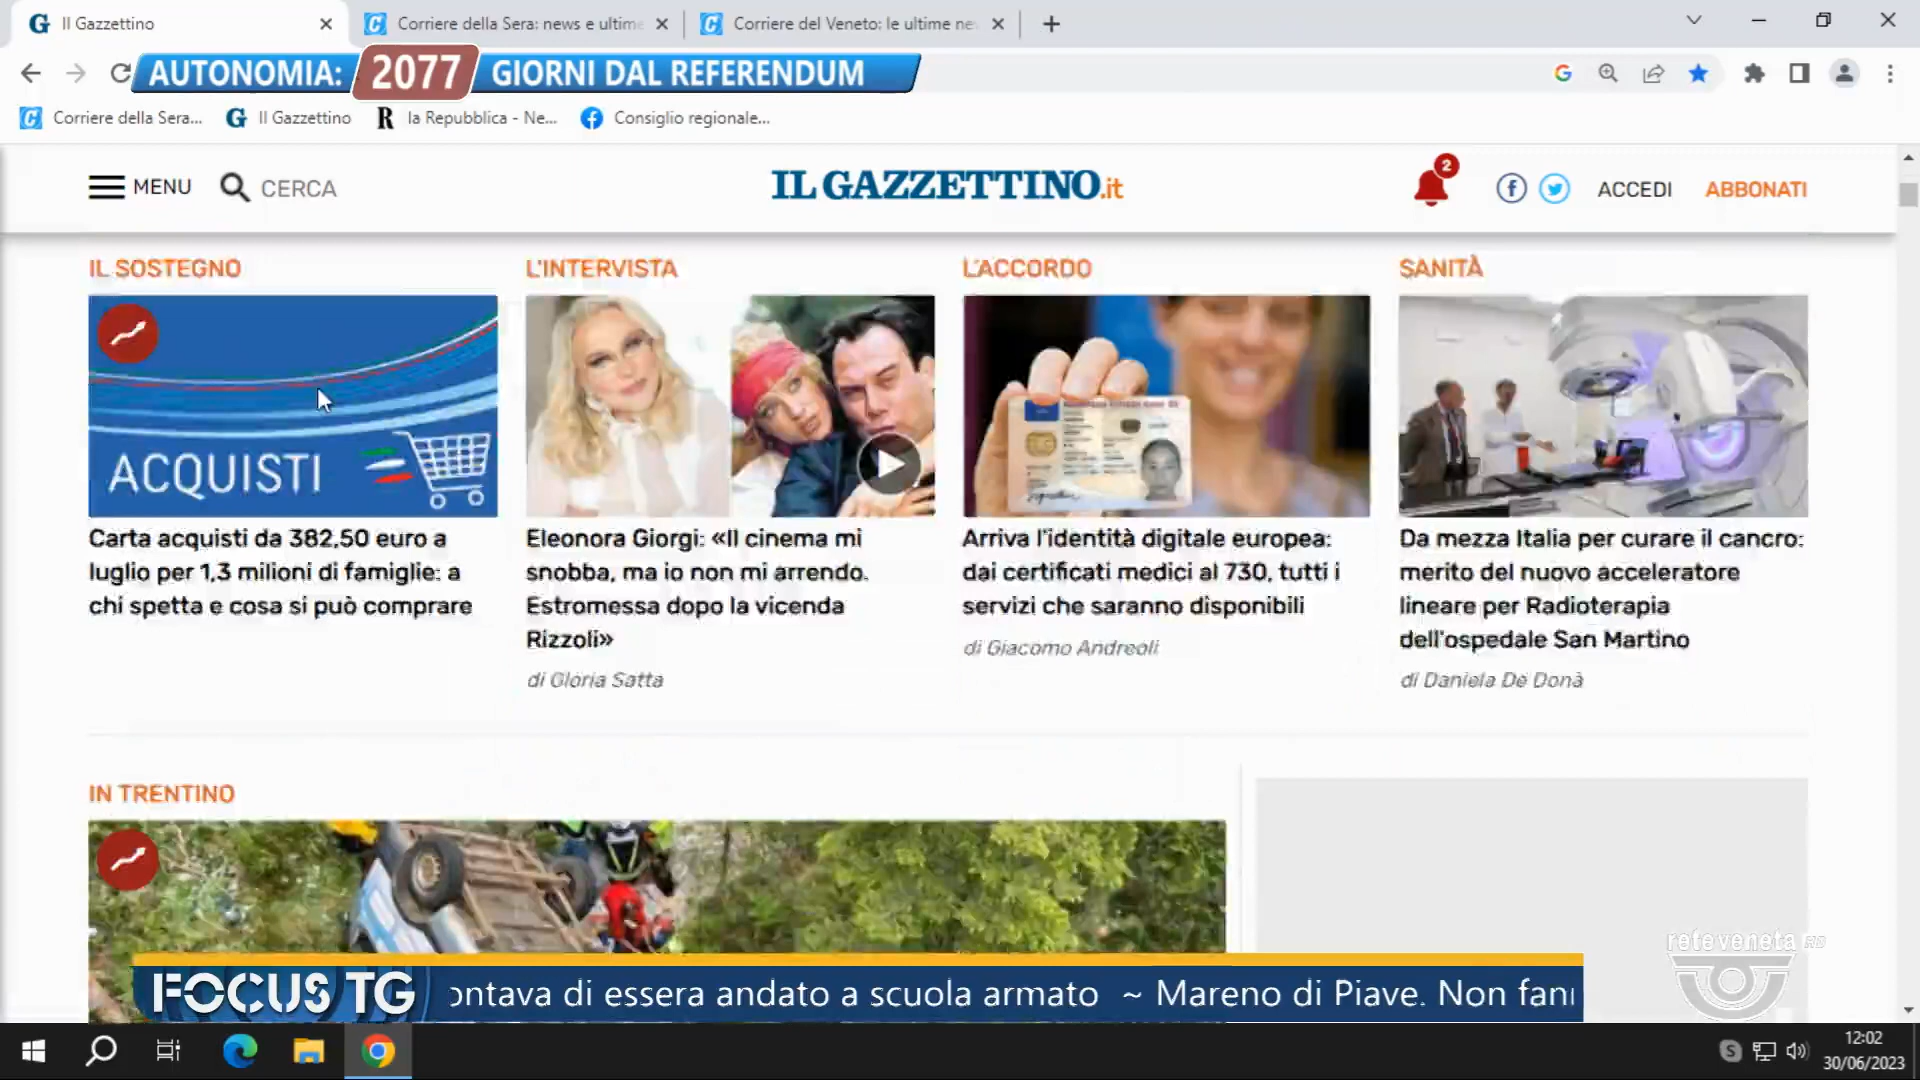 Il Gazzettino
Corriere della Sera: news e ultime
Corriere del Veneto: le ultime ne
AUTONOMIA: 2077 GIORNI DAL REFERENDUM
Corriere della Sera...
Il Gazzettino
la Repubblica - Ne...
Consiglio regionale...
MENU
CERCA
IL GAZZETTINO.it
2
ACCEDI
ABBONATI
IL SOSTEGNO
ACQUISTI
Carta acquisti da 382,50 euro a
luglio per 1,3 milioni di famiglie: a
chi spetta e cosa si può comprare
L'INTERVISTA
Eleonora Giorgi: «Il cinema mi
snobba, ma io non mi arrendo.
Estromessa dopo la vicenda
Rizzoli»
di Gloria Satta
L'ACCORDO
Arriva l'identità digitale europea:
dai certificati medici al 730, tutti i
servizi che saranno disponibili
di Giacomo Andreoli
SANITÀ
Da mezza Italia per curare il cancro:
merito del nuovo acceleratore
lineare per Radioterapia
dell'ospedale San Martino
di Daniela De Donà
IN TRENTINO
reteveneta HD
FOCUS TG
ontava di essera andato a scuola armato ~ Mareno di Piave. Non fan
12:02
30/06/2023